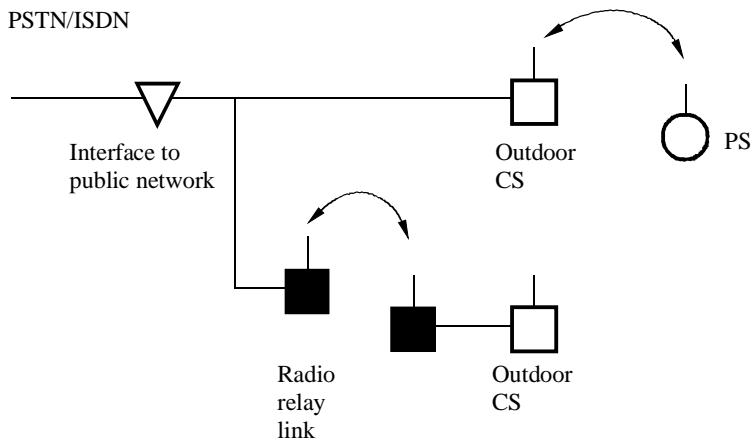 PSTN/ISDN
Interface to
public network
Outdoor
CS
PS
Radio
relay
link
Outdoor
CS